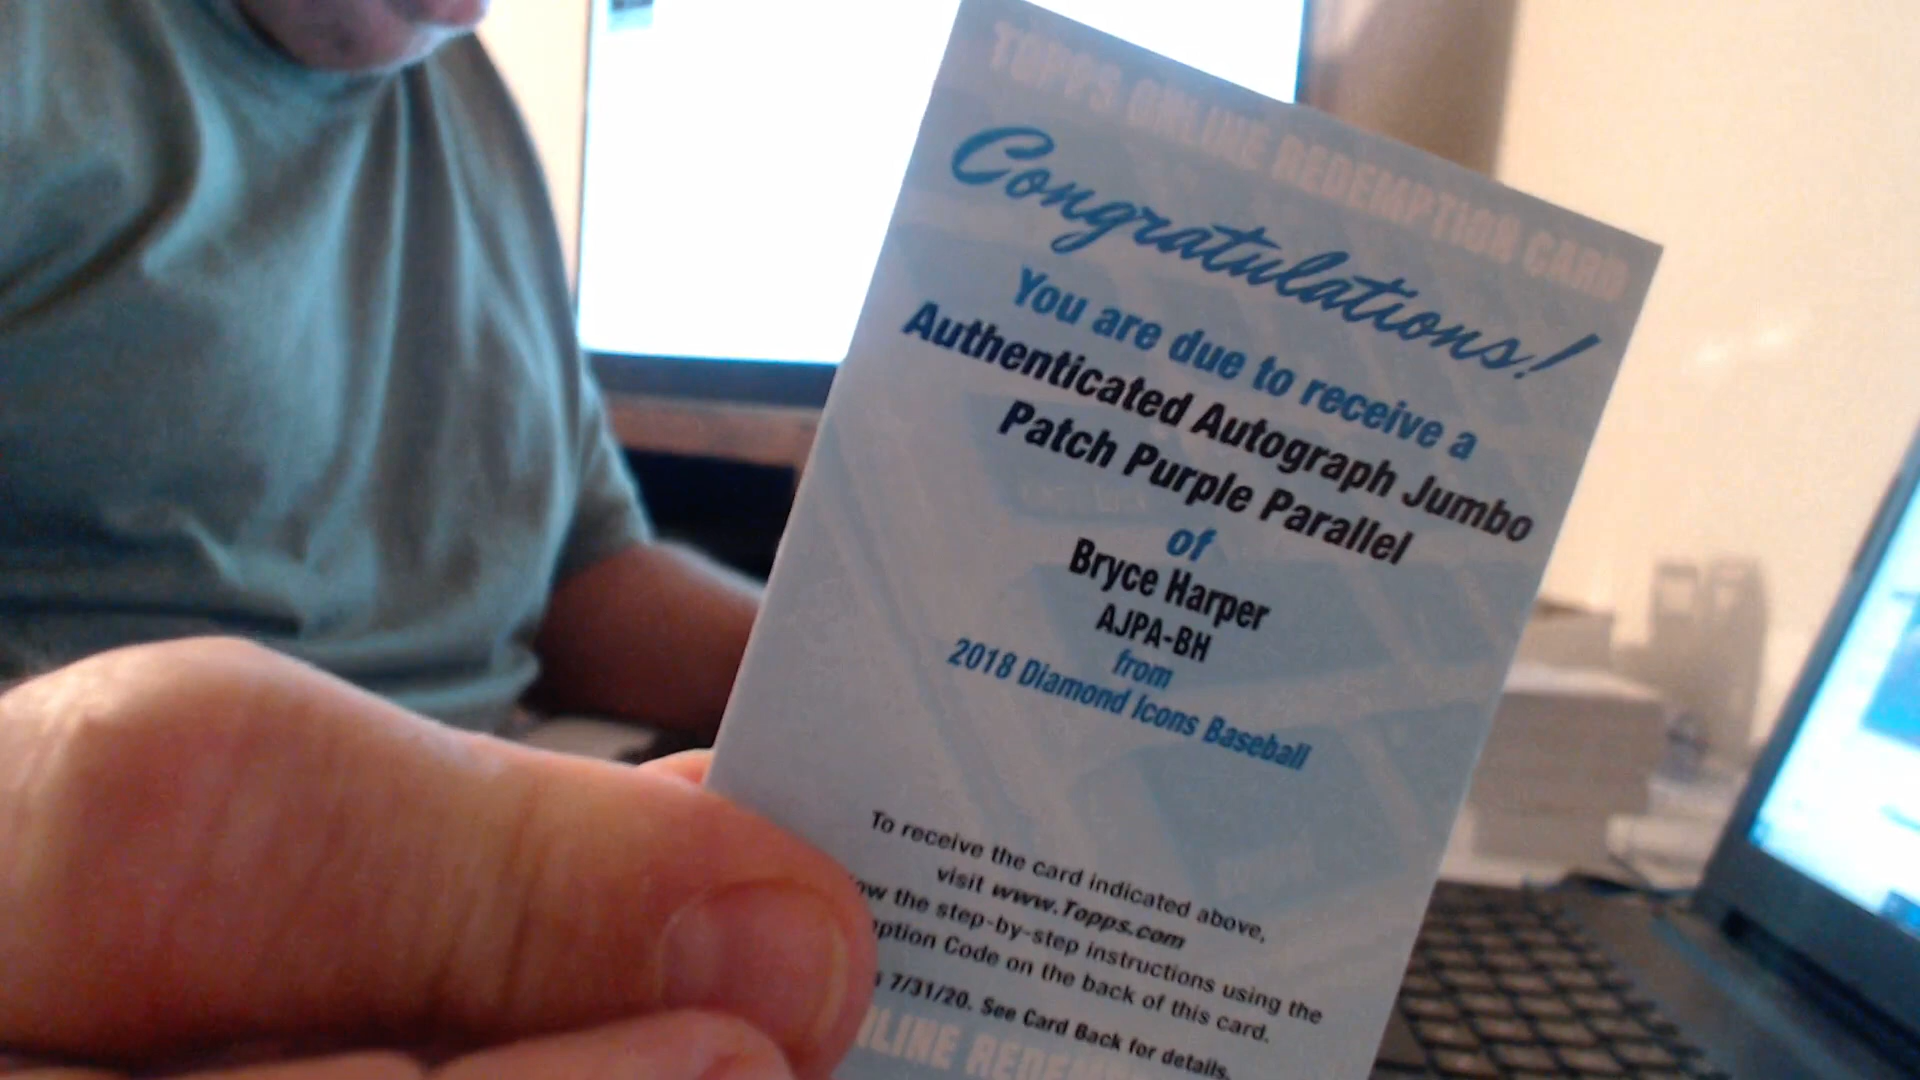 TOPPS ONLINE REDEMPTION CARD
Congratulations!
You are due to receive a
Authenticated Autograph Jumbo
Patch Purple Parallel
of
Bryce Harper
AJPA-BH
from
2018 Diamond Icons Baseball
To receive the card indicated above,
visit www.Topps.com
the step-by-step instructions using the
Code on the back of this card.
7/31/20. See Card Back for details.